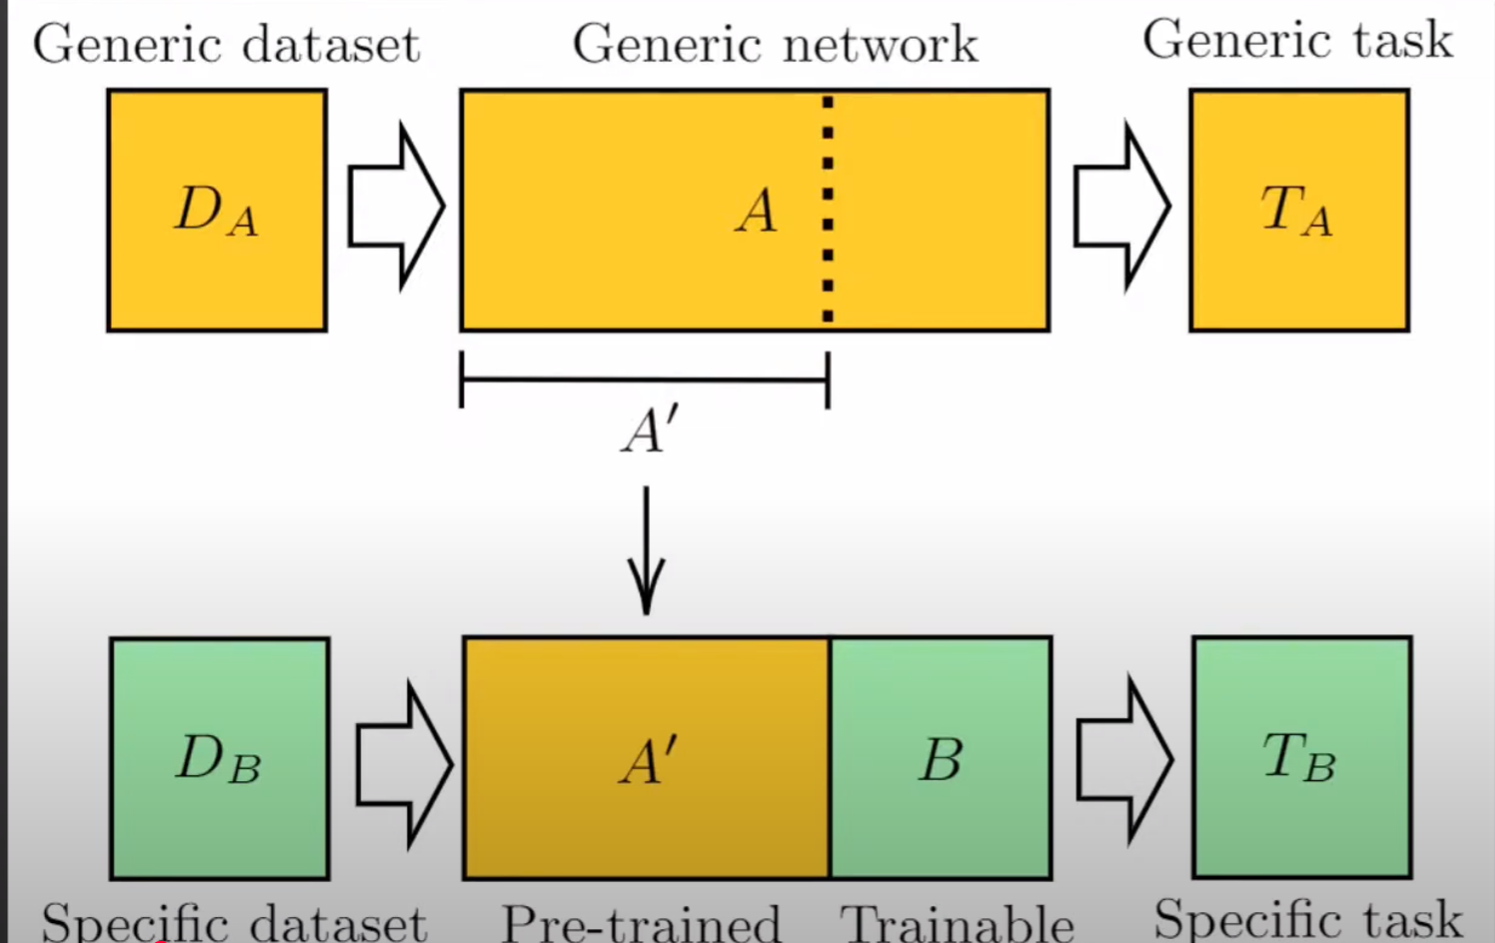 Generic dataset Generic network Generic task
D_A A T_A
A′
D_B A′ B T_B
Specific dataset Pre-trained Trainable Specific task